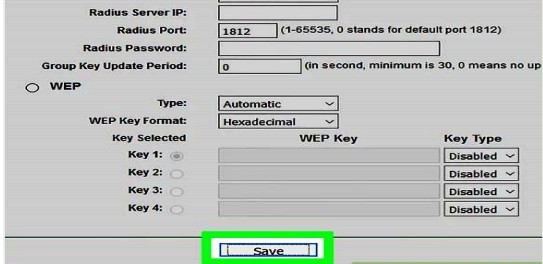 Radius Server IP:
Radius Port: 1812 (1-65535, 0 stands for default port 1812)
Radius Password:
Group Key Update Period: 0 (in second, minimum is 30, 0 means no up
WEP
Type: Automatic
WEP Key Format: Hexadecimal
Key Selected WEP Key Key Type
Key 1: Disabled
Key 2: Disabled
Key 3: Disabled
Key 4: Disabled
Save